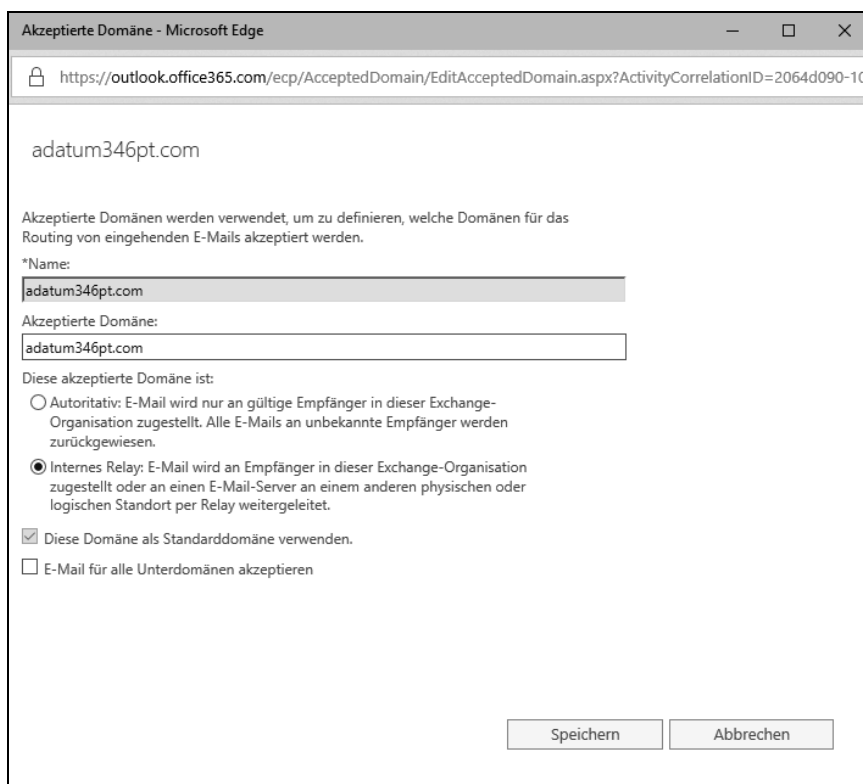 Akzeptierte Domäne - Microsoft Edge
https://outlook.office365.com/ecp/AcceptedDomain/EditAcceptedDomain.aspx?ActivityCorrelationID=2064d090-10
adatum346pt.com
Akzeptierte Domänen werden verwendet, um zu definieren, welche Domänen für das
Routing von eingehenden E-Mails akzeptiert werden.
*Name:
adatum346pt.com
Akzeptierte Domäne:
adatum346pt.com
Diese akzeptierte Domäne ist:
Autoritativ: E-Mail wird nur an gültige Empfänger in dieser Exchange-
Organisation zugestellt. Alle E-Mails an unbekannte Empfänger werden
zurückgewiesen.
Internes Relay: E-Mail wird an Empfänger in dieser Exchange-Organisation
zugestellt oder an einen E-Mail-Server an einem anderen physischen oder
logischen Standort per Relay weitergeleitet.
Diese Domäne als Standarddomäne verwenden.
E-Mail für alle Unterdomänen akzeptieren
Speichern
Abbrechen